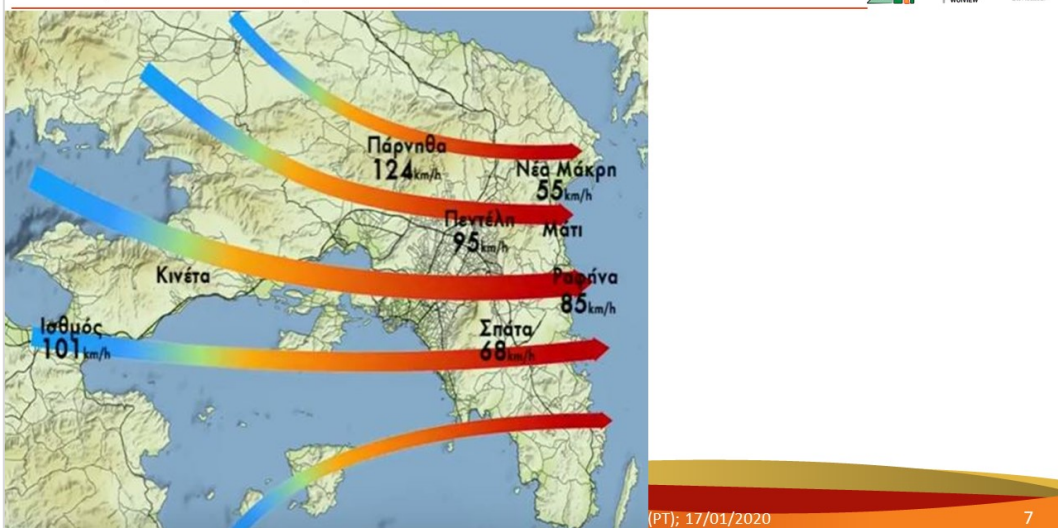 Πάρνηθα
124km/h
Νέα Μάκρη
55km/h
Πεντέλη
95km/h
Μάτι
Κινέτα
Ραφήνα
85km/h
Ισθμός
101km/h
Σπάτα
68km/h
(PT); 17/01/2020
7